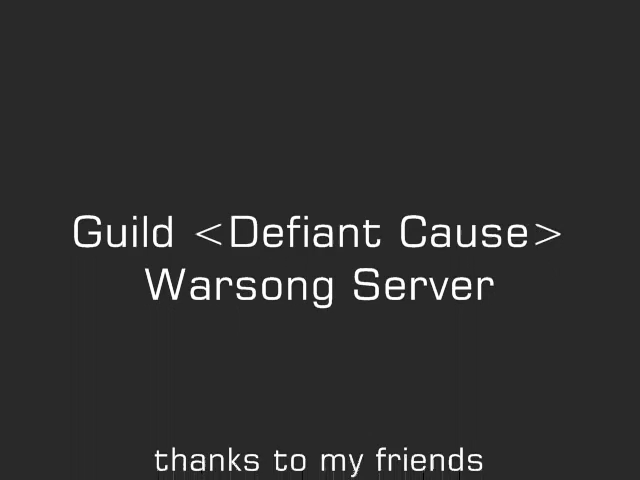 Guild <Defiant Cause>
Warsong Server
thanks to my friends